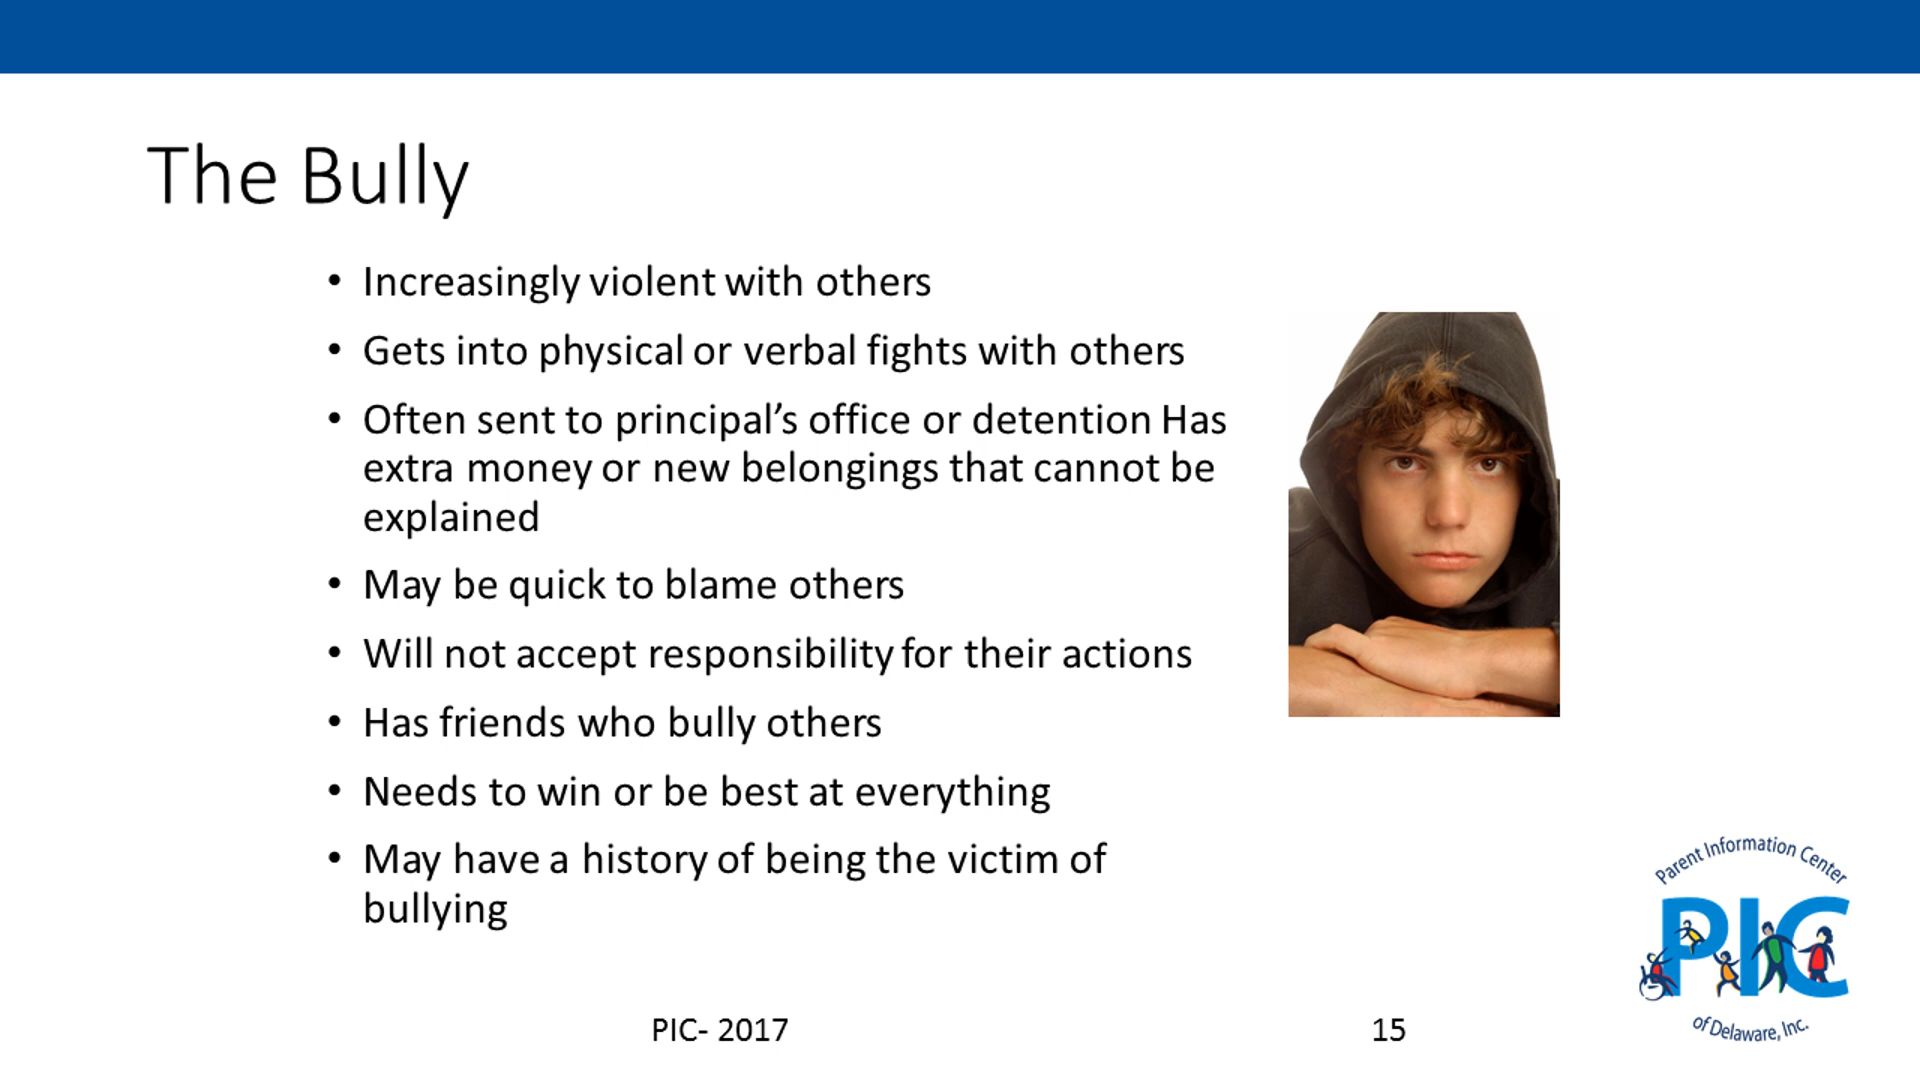 The Bully
• Increasingly violent with others
• Gets into physical or verbal fights with others
• Often sent to principal’s office or detention Has
extra money or new belongings that cannot be
explained
• May be quick to blame others
• Will not accept responsibility for their actions
• Has friends who bully others
• Needs to win or be best at everything
• May have a history of being the victim of
bullying
Parent Information Center
PIC
of Delaware, Inc.
PIC- 2017
15